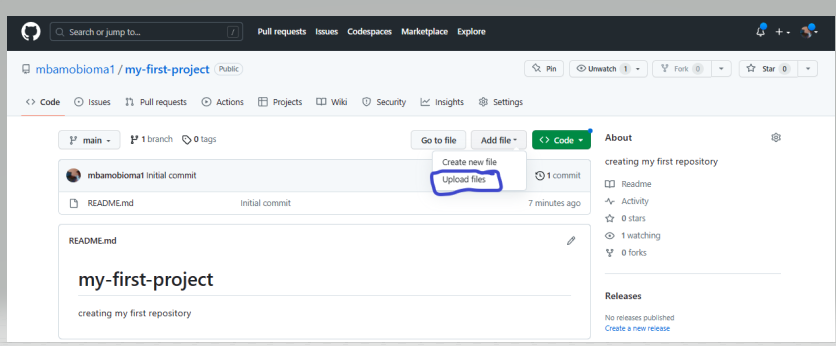 Search or jump to... / Pull requests Issues Codespaces Marketplace Explore
mbamobioma1 / my-first-project Public Pin Unwatch 1 Fork 0 Star 0
Code Issues Pull requests Actions Projects Wiki Security Insights Settings
main 1 branch 0 tags Go to file Add file Code
Create new file
Upload files
mbamobioma1 Initial commit 1 commit
README.md Initial commit 7 minutes ago
README.md
my-first-project
creating my first repository
About
creating my first repository
Readme
Activity
0 stars
1 watching
0 forks
Releases
No releases published
Create a new release